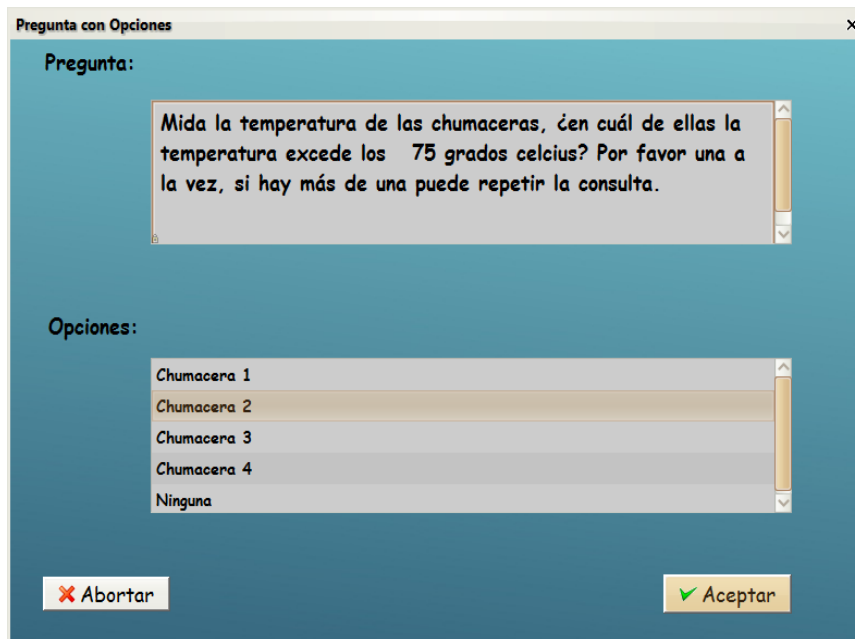 Pregunta con Opciones
Pregunta:
Mida la temperatura de las chumaceras, ¿en cuál de ellas la
temperatura excede los 75 grados celcius? Por favor una a
la vez, si hay más de una puede repetir la consulta.
Opciones:
Chumacera 1
Chumacera 2
Chumacera 3
Chumacera 4
Ninguna
Abortar
Aceptar